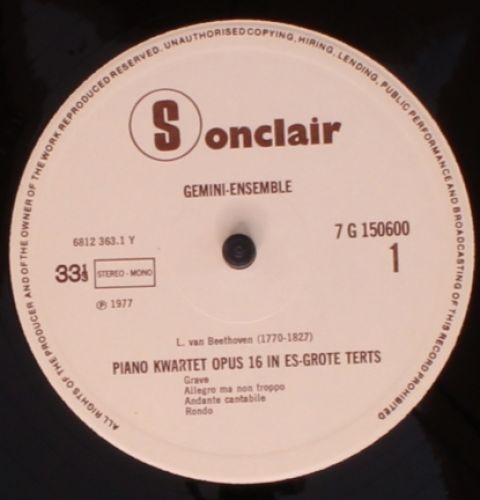 ALL RIGHTS OF THE PRODUCER AND OF THE OWNER OF THE WORK REPRODUCED RESERVED. UNAUTHORISED COPYING, HIRING, LENDING, PUBLIC PERFORMANCE AND BROADCASTING OF THIS RECORD PROHIBITED
Sonclair
GEMINI-ENSEMBLE
6812 363.1 Y
7 G 150600
33⅓ STEREO - MONO
1
℗ 1977
L. van Beethoven (1770-1827)
PIANO KWARTET OPUS 16 IN ES-GROTE TERTS
Grave
Allegro ma non troppo
Andante cantabile
Rondo